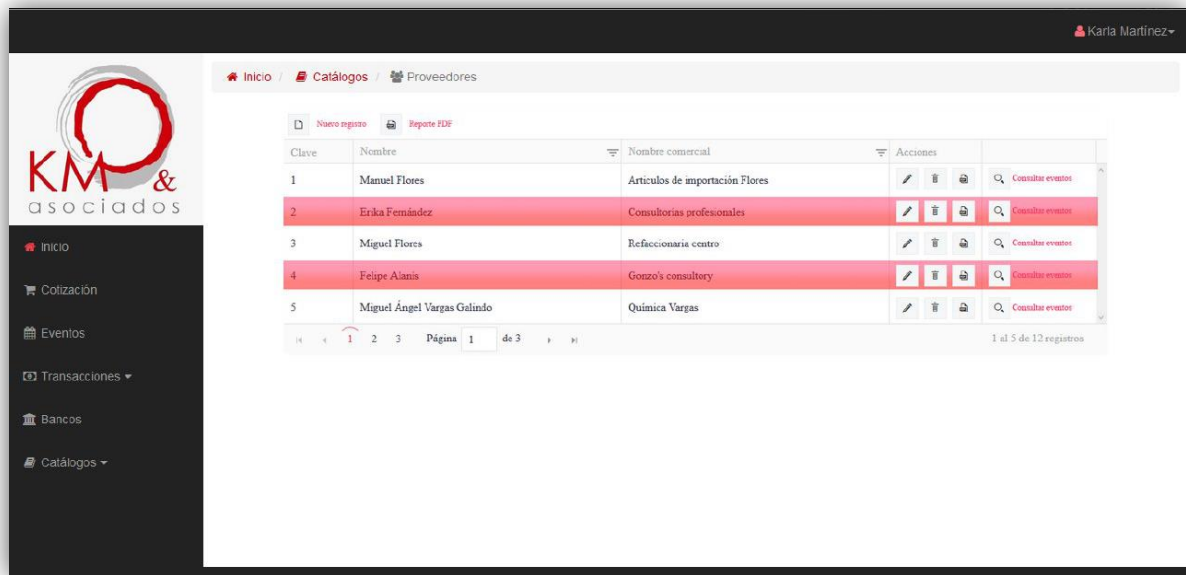 Karla Martínez
Inicio / Catálogos / Proveedores
KM &
asociados
Inicio
Cotización
Eventos
Transacciones
Bancos
Catálogos
Nuevo registro Reporte PDF
Clave Nombre Nombre comercial Acciones
1 Manuel Flores Articulos de importación Flores Consultar eventos
2 Erika Fernández Consultorias profesionales Consultar eventos
3 Miguel Flores Refaccionaria centro Consultar eventos
4 Felipe Alanis Gonzo's consultory Consultar eventos
5 Miguel Ángel Vargas Galindo Química Vargas Consultar eventos
1 2 3 Página 1 de 3 1 al 5 de 12 registros